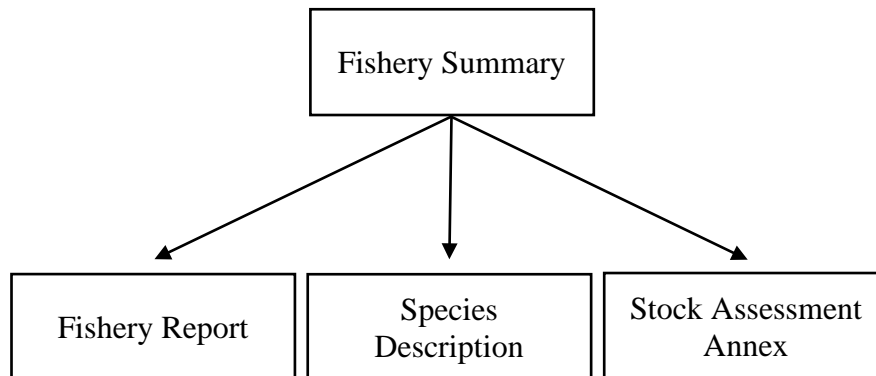 Fishery Summary
Fishery Report
Species
Description
Stock Assessment
Annex